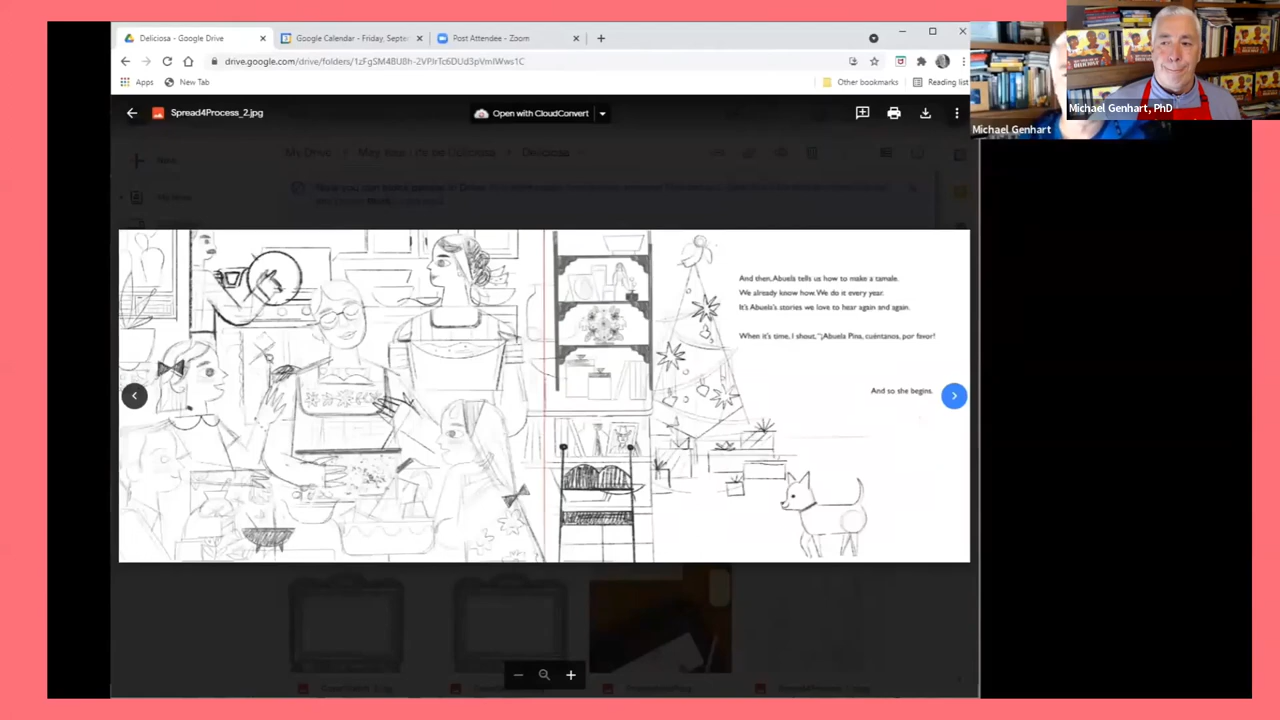 Deliciosa - Google Drive
Google Calendar - Friday, Septe
Post Attendee - Zoom
drive.google.com/drive/folders/1zFgSM4BU8h-2VPJrTc6DUd3pVmIWws1C
Apps
New Tab
Other bookmarks
Reading list
Spread4Process_2.jpg
Open with CloudConvert
Michael Genhart, PhD
Michael Genhart
My Drive
Deliciosa
And then, Abuela tells us how to make a tamale.
We already know how. We do it every year.
It's Abuela's stories we love to hear again and again.
When it's time, I shout, "¡Abuela Pina, cuéntanos, por favor!
And so she begins.